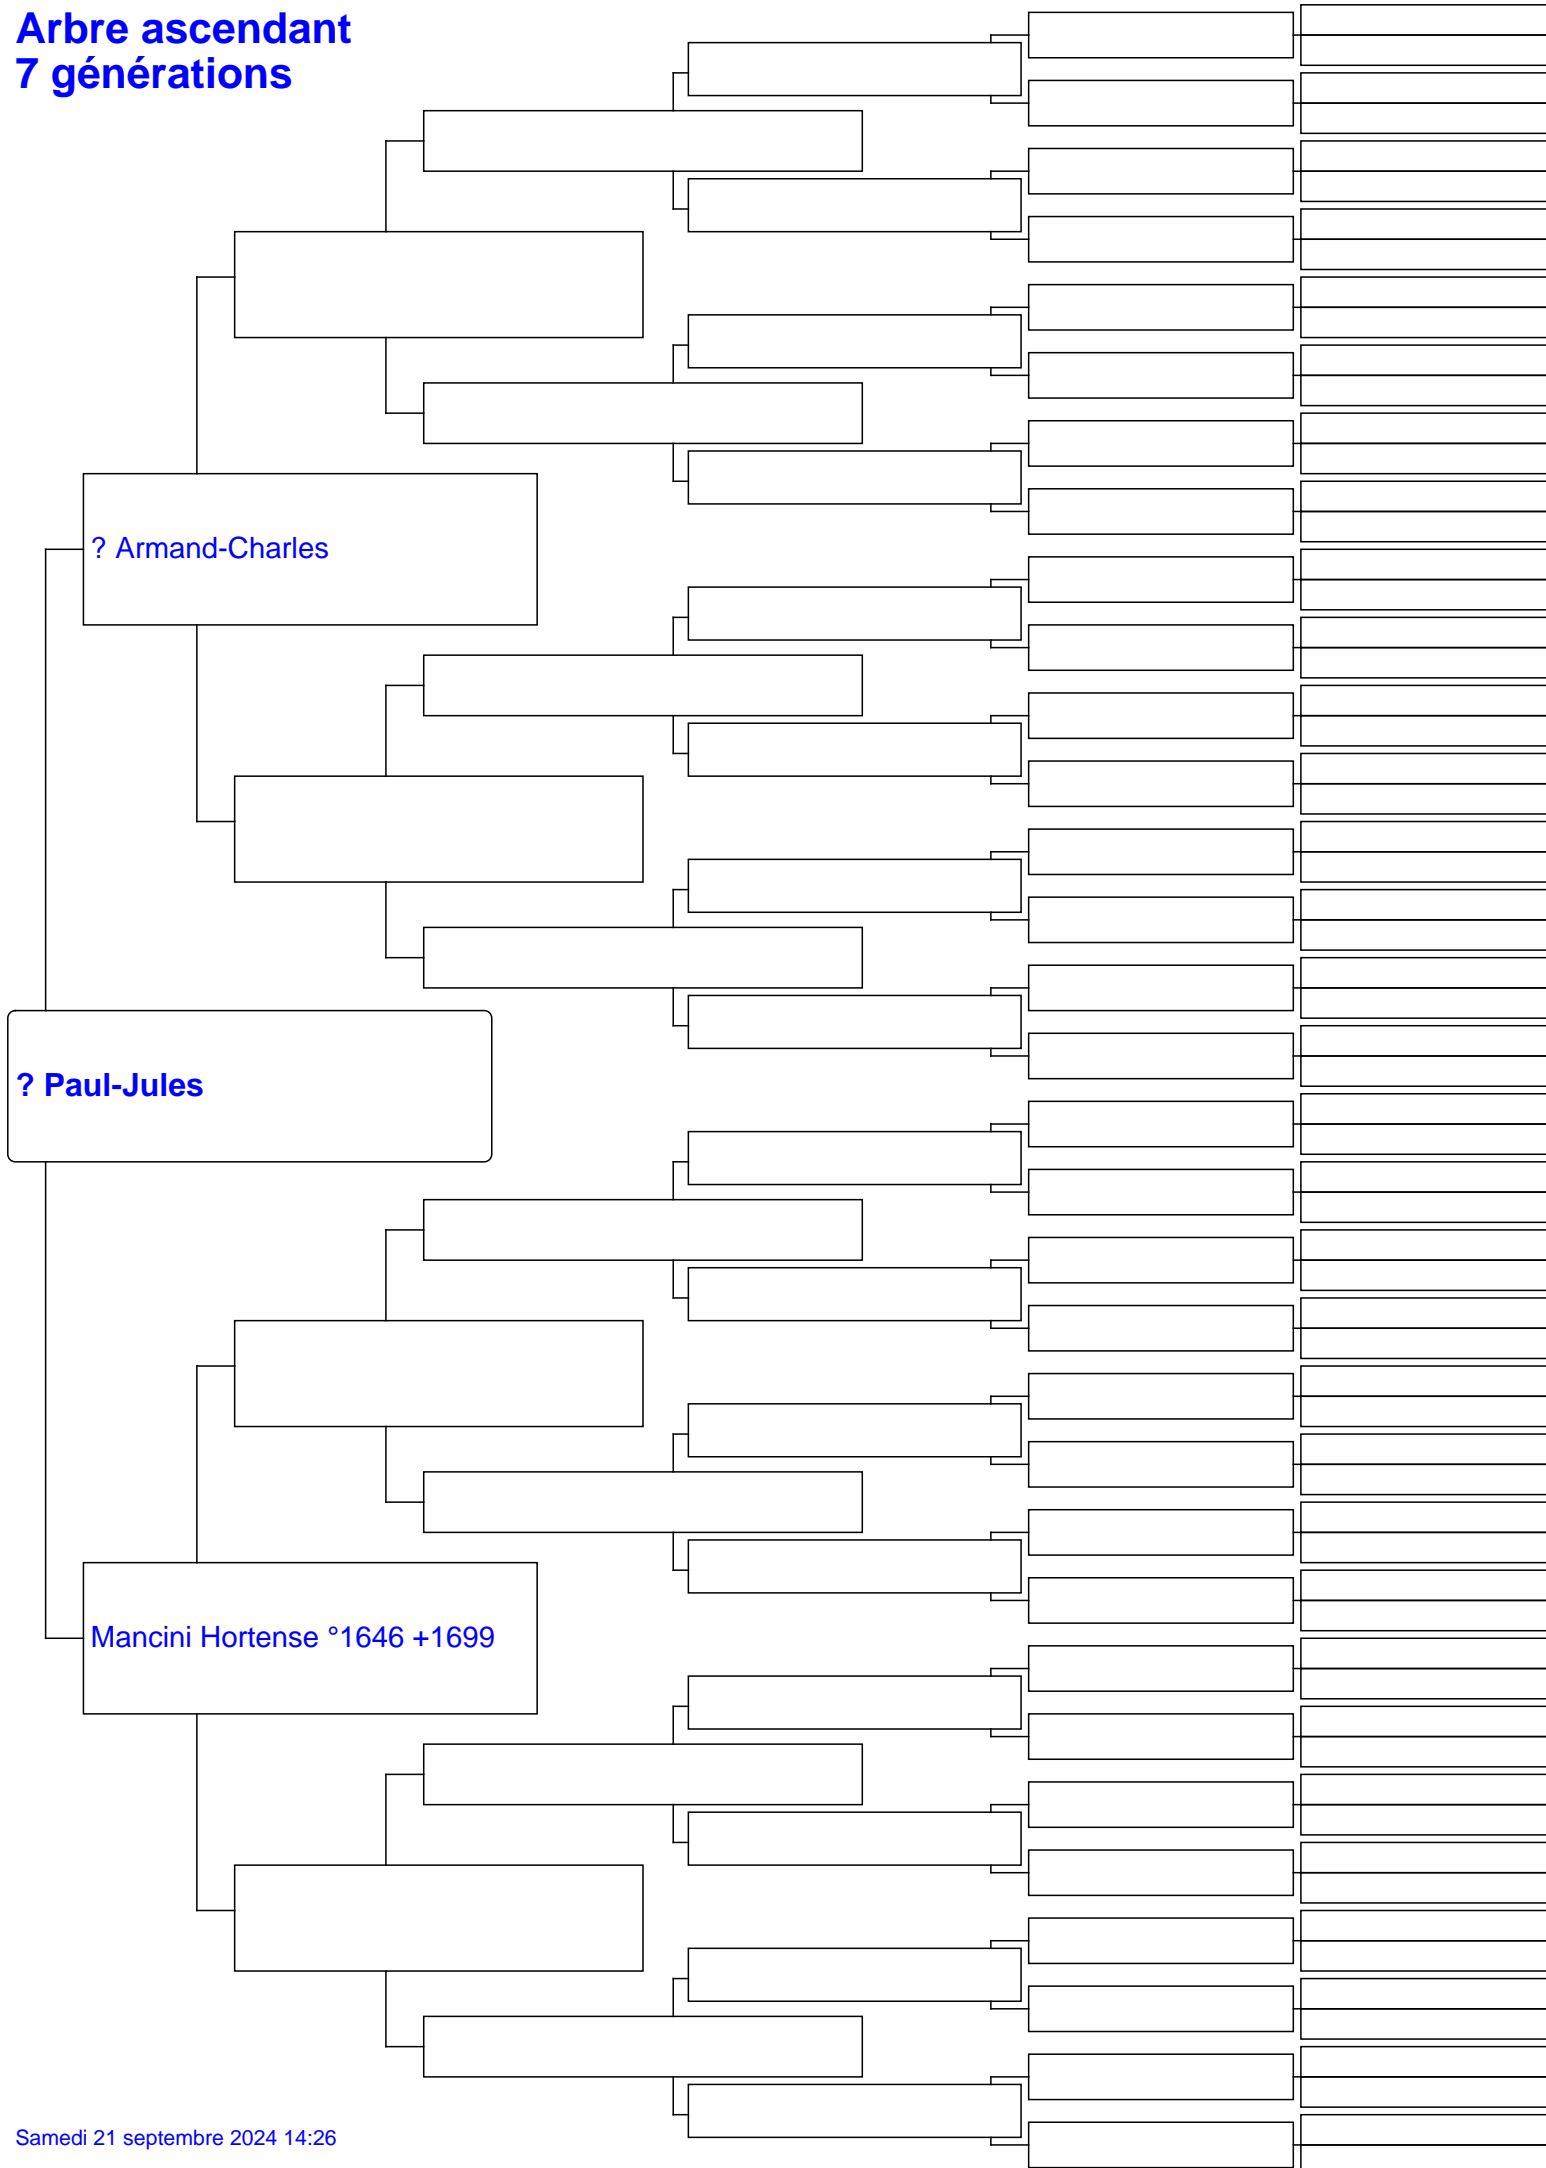 Arbre ascendant
7 générations
? Armand-Charles
? Paul-Jules
Mancini Hortense °1646 +1699
Samedi 21 septembre 2024 14:26